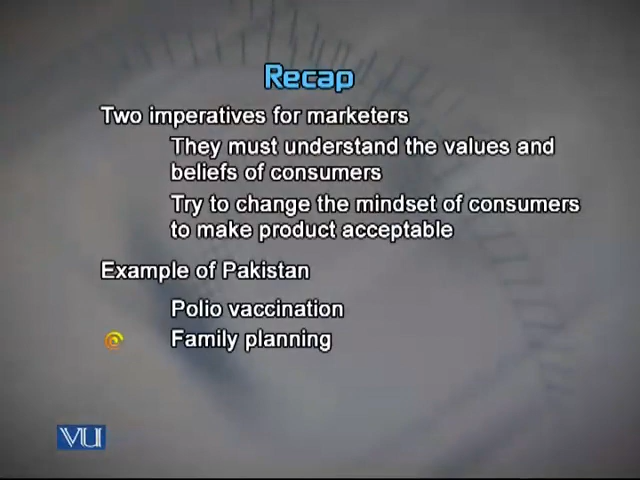 Recap
Two imperatives for marketers
They must understand the values and
beliefs of consumers
Try to change the mindset of consumers
to make product acceptable
Example of Pakistan
Polio vaccination
Family planning
VU